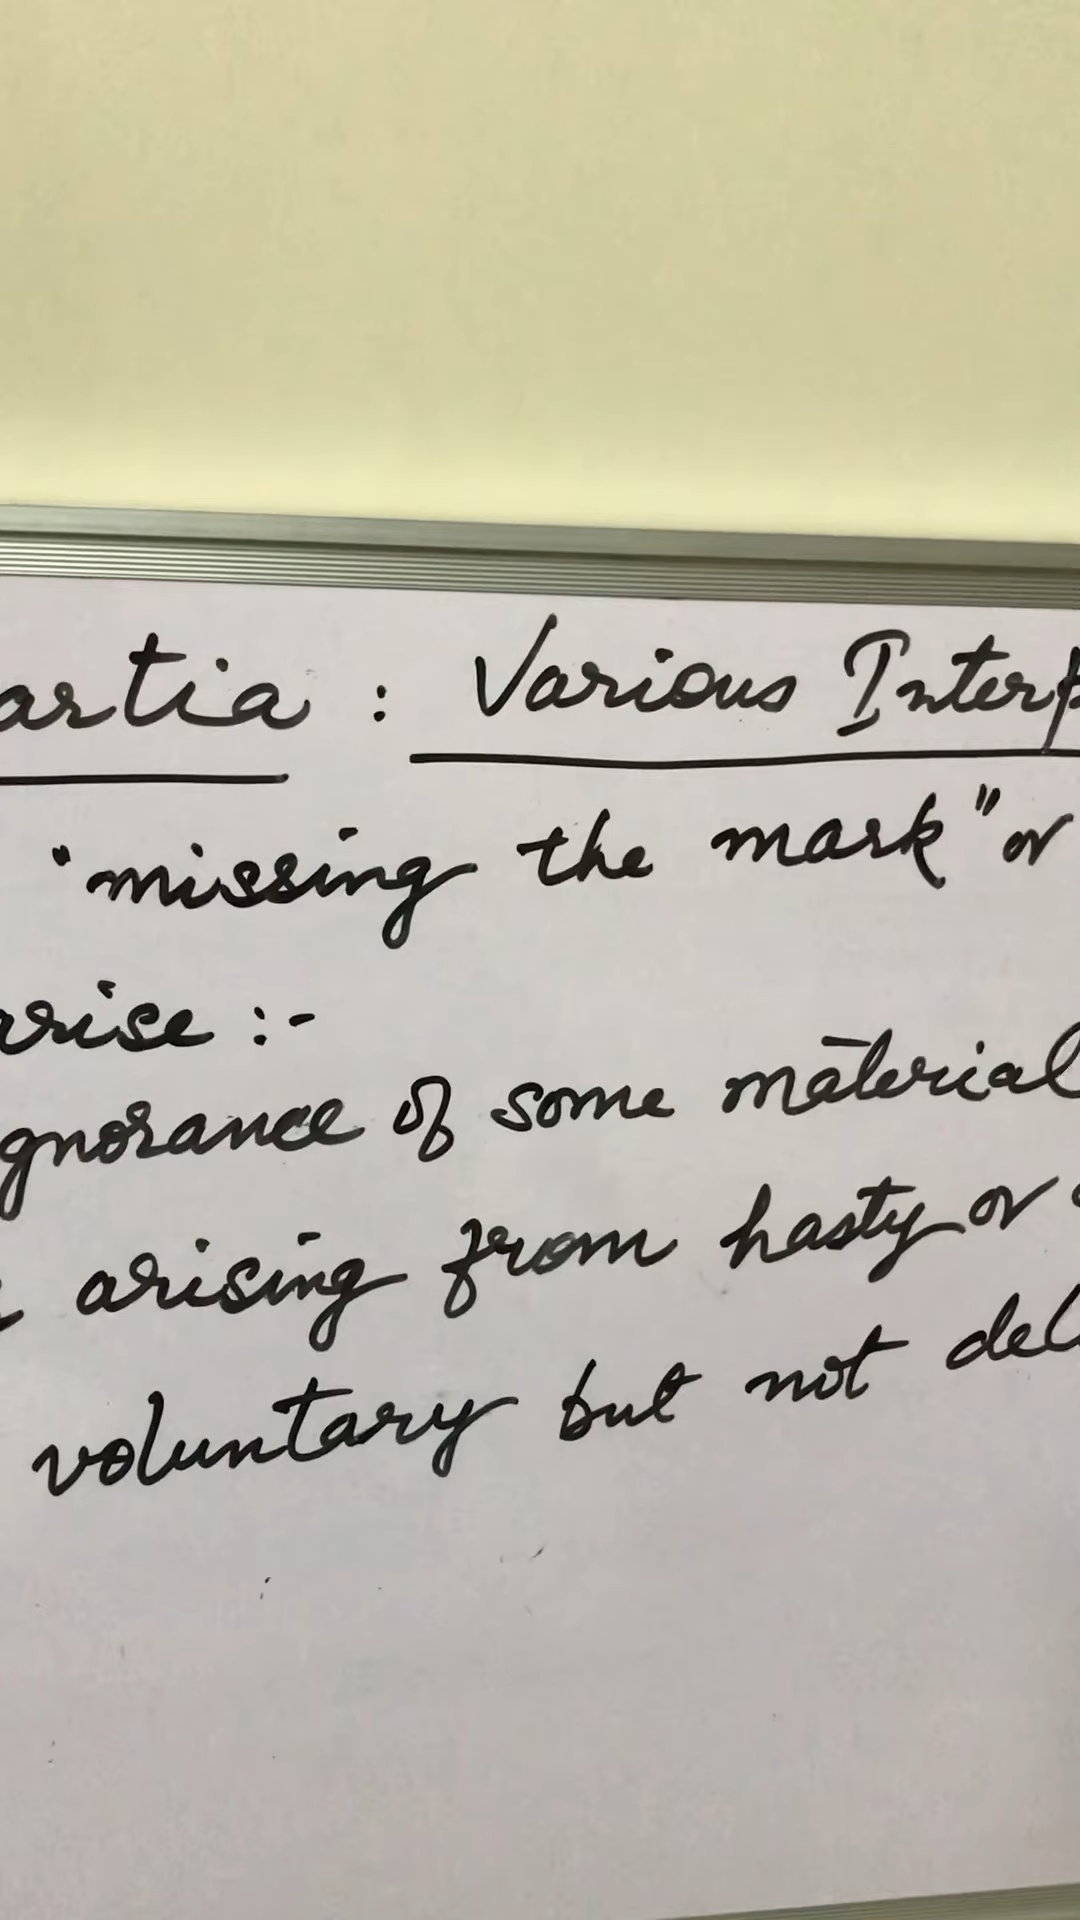 artia : Various Interp
"missing the mark" or
arise :-
gnorance of some material
arising from hasty or
voluntary but not del